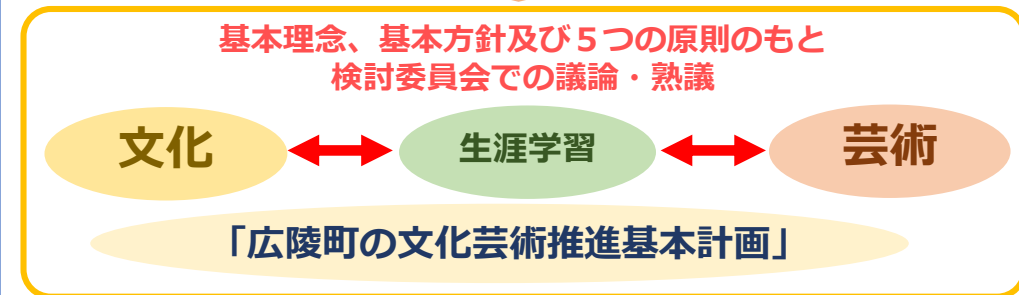 基本理念、基本方針及び５つの原則のもと
検討委員会での議論・熟議
文化
生涯学習
芸術
「広陵町の文化芸術推進基本計画」